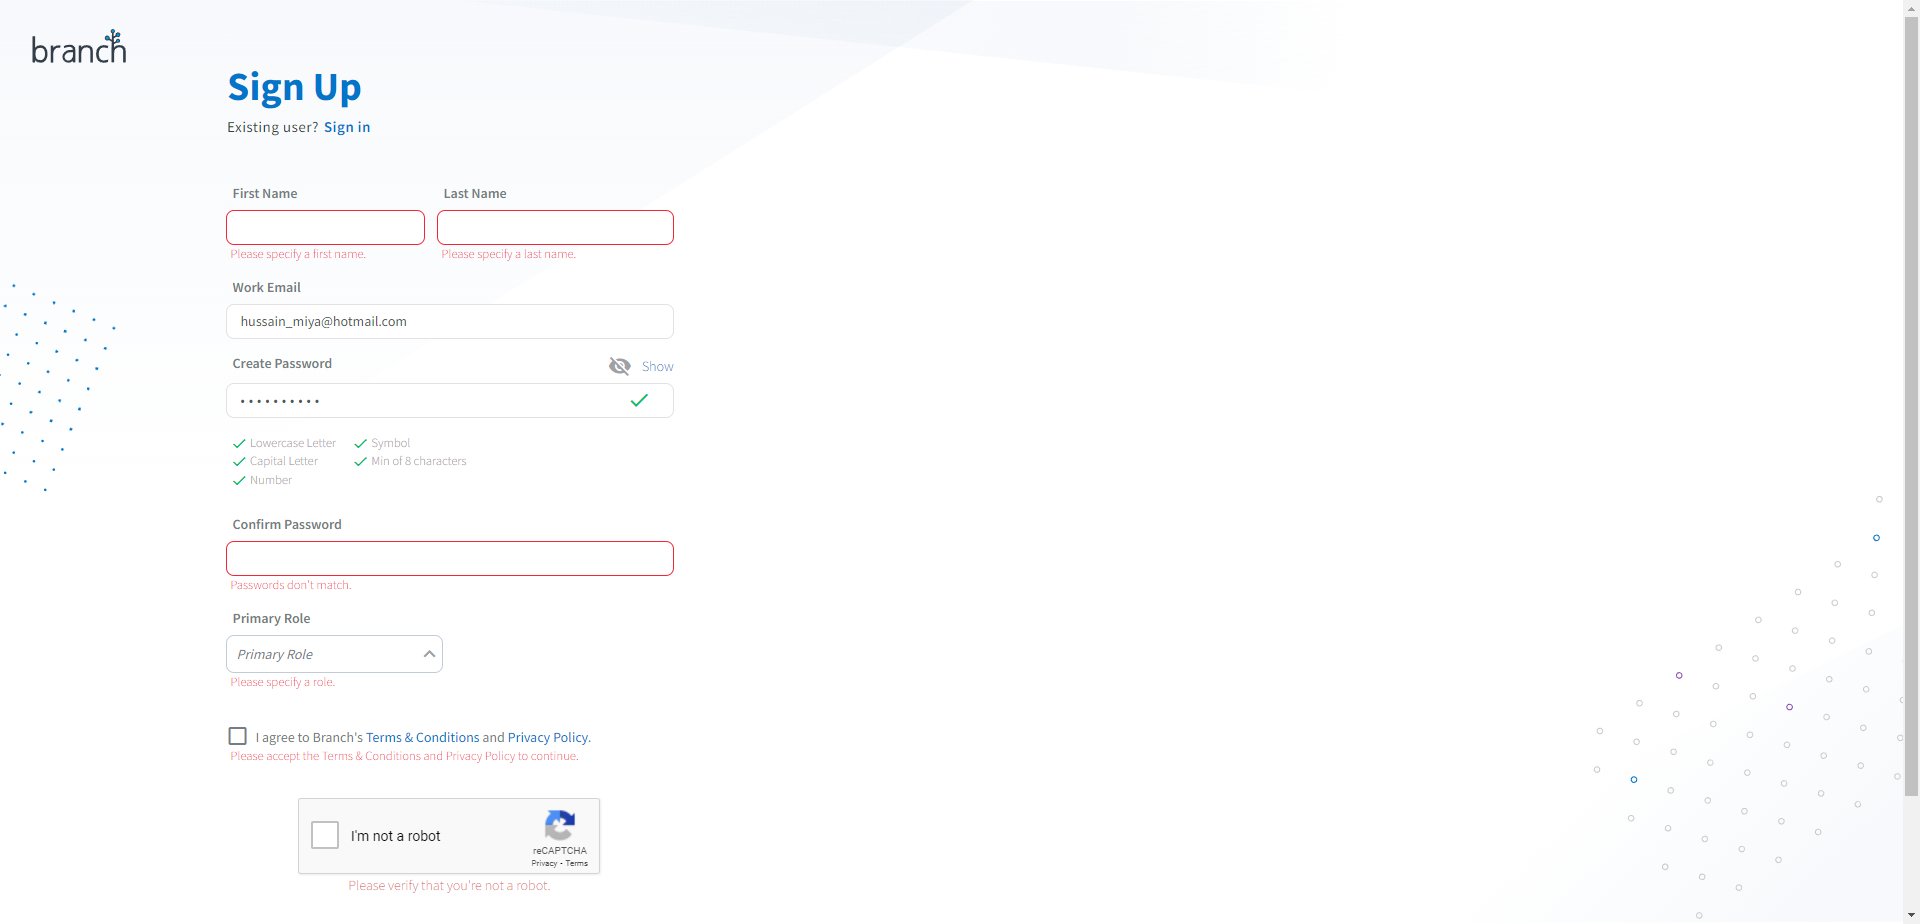 branch
Sign Up
Existing user? Sign in
First Name
Last Name
Please specify a first name.
Please specify a last name.
Work Email
hussain_miya@hotmail.com
Create Password
Show
••••••••••
Lowercase Letter
Symbol
Capital Letter
Min of 8 characters
Number
Confirm Password
Passwords don't match.
Primary Role
Primary Role
Please specify a role.
I agree to Branch's Terms & Conditions and Privacy Policy.
Please accept the Terms & Conditions and Privacy Policy to continue.
I'm not a robot
reCAPTCHA
Privacy - Terms
Please verify that you're not a robot.